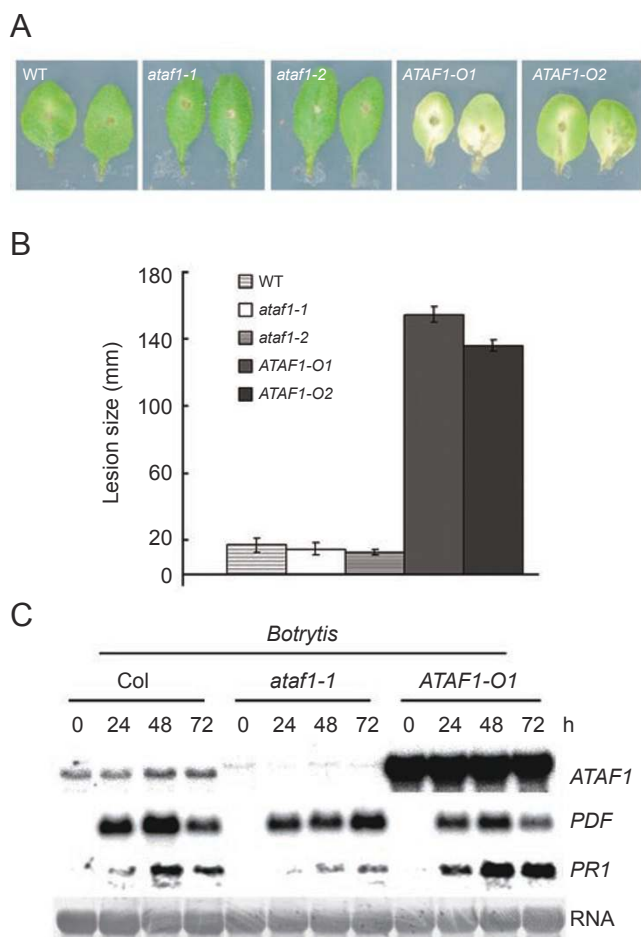 A
WT ataf1-1 ataf1-2 ATAF1-O1 ATAF1-O2
B
180
140
100
60
20
0
Lesion size (mm)
WT
ataf1-1
ataf1-2
ATAF1-O1
ATAF1-O2
C
Botrytis
Col ataf1-1 ATAF1-O1
0 24 48 72 0 24 48 72 0 24 48 72 h
ATAF1
PDF
PR1
RNA